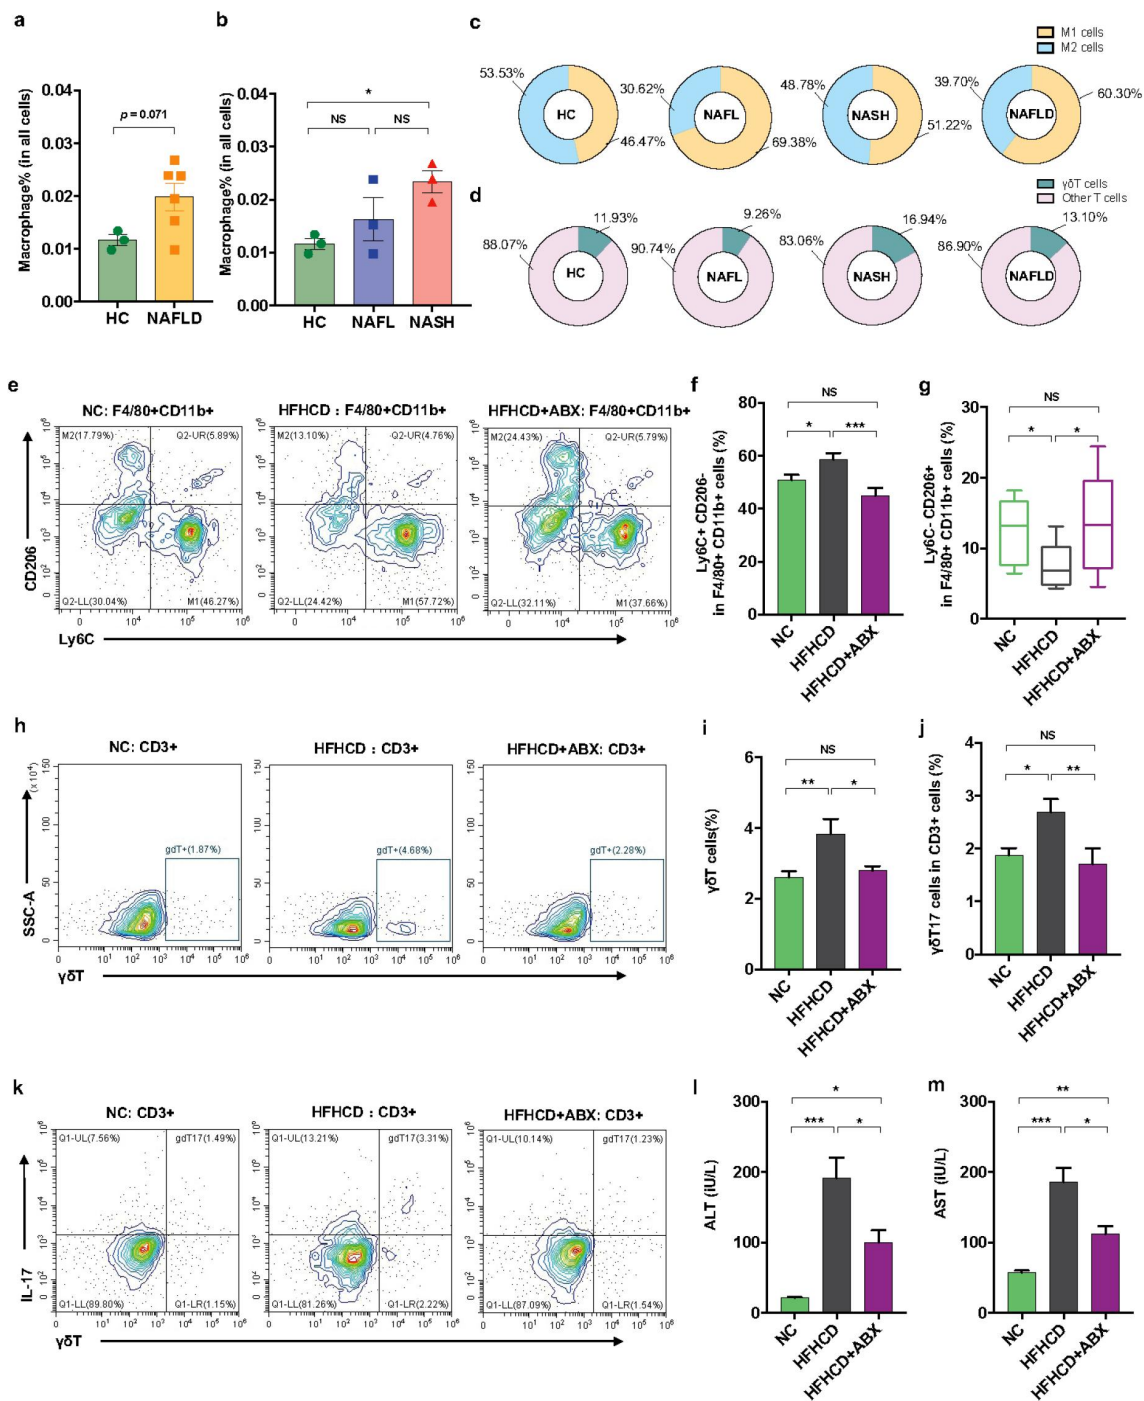 a
Macrophage% (in all cells)
0.04
0.03
0.02
0.01
0.00
p = 0.071
HC NAFLD
b
Macrophage% (in all cells)
0.04
0.03
0.02
0.01
0.00
*
NS NS
HC NAFL NASH
c
M1 cells
M2 cells
53.53% HC 46.47%
30.62% NAFL 69.38%
48.78% NASH 51.22%
39.70% NAFLD 60.30%
d
γδT cells
Other T cells
88.07% HC 11.93%
90.74% NAFL 9.26%
83.06% NASH 16.94%
86.90% NAFLD 13.10%
e
NC: F4/80+CD11b+
M2(17.79%) Q2-UR(5.89%)
Q2-LL(30.04%) M1(46.27%)
HFHCD : F4/80+CD11b+
M2(13.10%) Q2-UR(4.76%)
Q2-LL(24.42%) M1(57.72%)
HFHCD+ABX: F4/80+CD11b+
M2(24.43%) Q2-UR(5.79%)
Q2-LL(32.11%) M1(37.66%)
CD206
Ly6C
f
Ly6C+ CD206-
in F4/80+ CD11b+ cells (%)
80
60
40
20
0
NS
* ***
NC HFHCD HFHCD+ABX
g
Ly6C- CD206+
in F4/80+ CD11b+ cells (%)
30
20
10
0
NS
* *
NC HFHCD HFHCD+ABX
h
NC: CD3+
gdT+(1.87%)
HFHCD : CD3+
gdT+(4.68%)
HFHCD+ABX: CD3+
gdT+(2.28%)
(x 10⁴)
150
100
50
0
10¹ 10² 10³ 10⁴ 10⁵ 10⁶
SSC-A
γδT
i
γδT cells(%)
6
4
2
0
NS
** *
NC HFHCD HFHCD+ABX
j
γδT17 cells in CD3+ cells (%)
4
3
2
1
0
NS
* **
NC HFHCD HFHCD+ABX
k
NC: CD3+
Q1-UL(7.56%) gdT17(1.49%)
Q1-LL(89.80%) Q1-LR(1.15%)
HFHCD : CD3+
Q1-UL(13.21%) gdT17(3.31%)
Q1-LL(81.26%) Q1-LR(2.22%)
HFHCD+ABX: CD3+
Q1-UL(10.14%) gdT17(1.23%)
Q1-LL(87.09%) Q1-LR(1.54%)
IL-17
γδT
l
ALT (iU/L)
300
200
100
0
*
*** *
NC HFHCD HFHCD+ABX
m
AST (iU/L)
300
200
100
0
**
*** *
NC HFHCD HFHCD+ABX